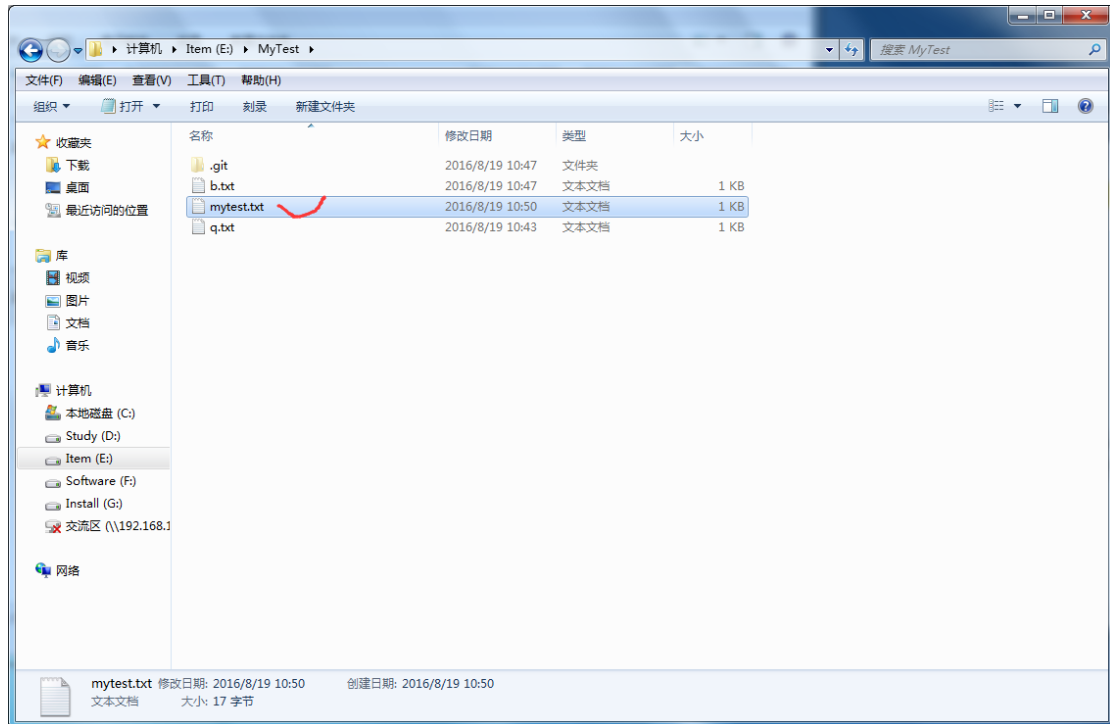 计算机 Item (E:) MyTest 搜索 MyTest
文件(F) 编辑(E) 查看(V) 工具(T) 帮助(H)
组织 打开 打印 刻录 新建文件夹
名称 修改日期 类型 大小
收藏夹
下载
桌面
最近访问的位置
库
视频
图片
文档
音乐
计算机
本地磁盘 (C:)
Study (D:)
Item (E:)
Software (F:)
Install (G:)
交流区 (\\192.168.1
网络
.git 2016/8/19 10:47 文件夹
b.txt 2016/8/19 10:47 文本文档 1 KB
mytest.txt 2016/8/19 10:50 文本文档 1 KB
q.txt 2016/8/19 10:43 文本文档 1 KB
mytest.txt 修改日期: 2016/8/19 10:50 创建日期: 2016/8/19 10:50
文本文档 大小: 17 字节